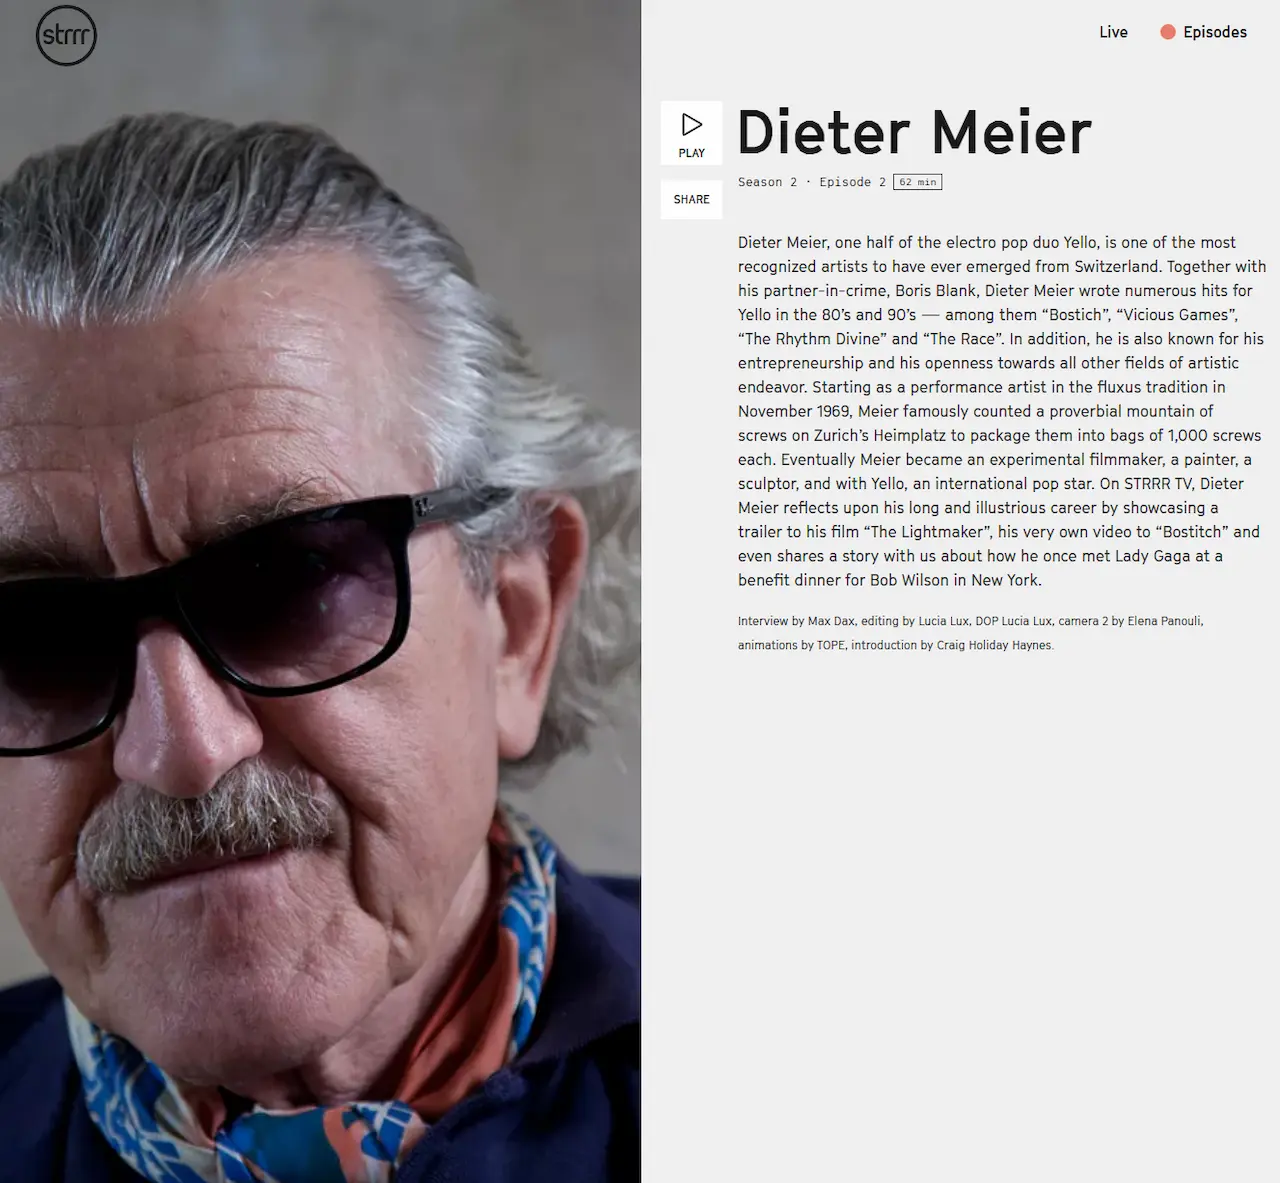 strrr
Live
Episodes
PLAY
SHARE
Dieter Meier
Season 2 · Episode 2 62 min
Dieter Meier, one half of the electro pop duo Yello, is one of the most
recognized artists to have ever emerged from Switzerland. Together with
his partner-in-crime, Boris Blank, Dieter Meier wrote numerous hits for
Yello in the 80’s and 90’s — among them “Bostich”, “Vicious Games”,
“The Rhythm Divine” and “The Race”. In addition, he is also known for his
entrepreneurship and his openness towards all other fields of artistic
endeavor. Starting as a performance artist in the fluxus tradition in
November 1969, Meier famously counted a proverbial mountain of
screws on Zurich’s Heimplatz to package them into bags of 1,000 screws
each. Eventually Meier became an experimental filmmaker, a painter, a
sculptor, and with Yello, an international pop star. On STRRR TV, Dieter
Meier reflects upon his long and illustrious career by showcasing a
trailer to his film “The Lightmaker”, his very own video to “Bostitch” and
even shares a story with us about how he once met Lady Gaga at a
benefit dinner for Bob Wilson in New York.
Interview by Max Dax, editing by Lucia Lux, DOP Lucia Lux, camera 2 by Elena Panouli,
animations by TOPE, introduction by Craig Holiday Haynes.